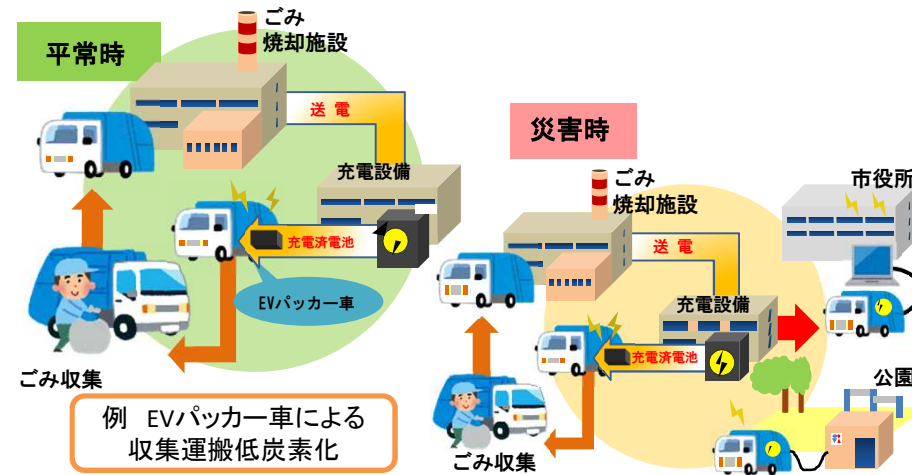 平常時
ごみ
焼却施設
送 電
充電設備
充電済電池
EVパッカー車
ごみ収集
例　EVパッカー車による
収集運搬低炭素化
災害時
ごみ
焼却施設
送 電
充電設備
充電済電池
ごみ収集
市役所
公園